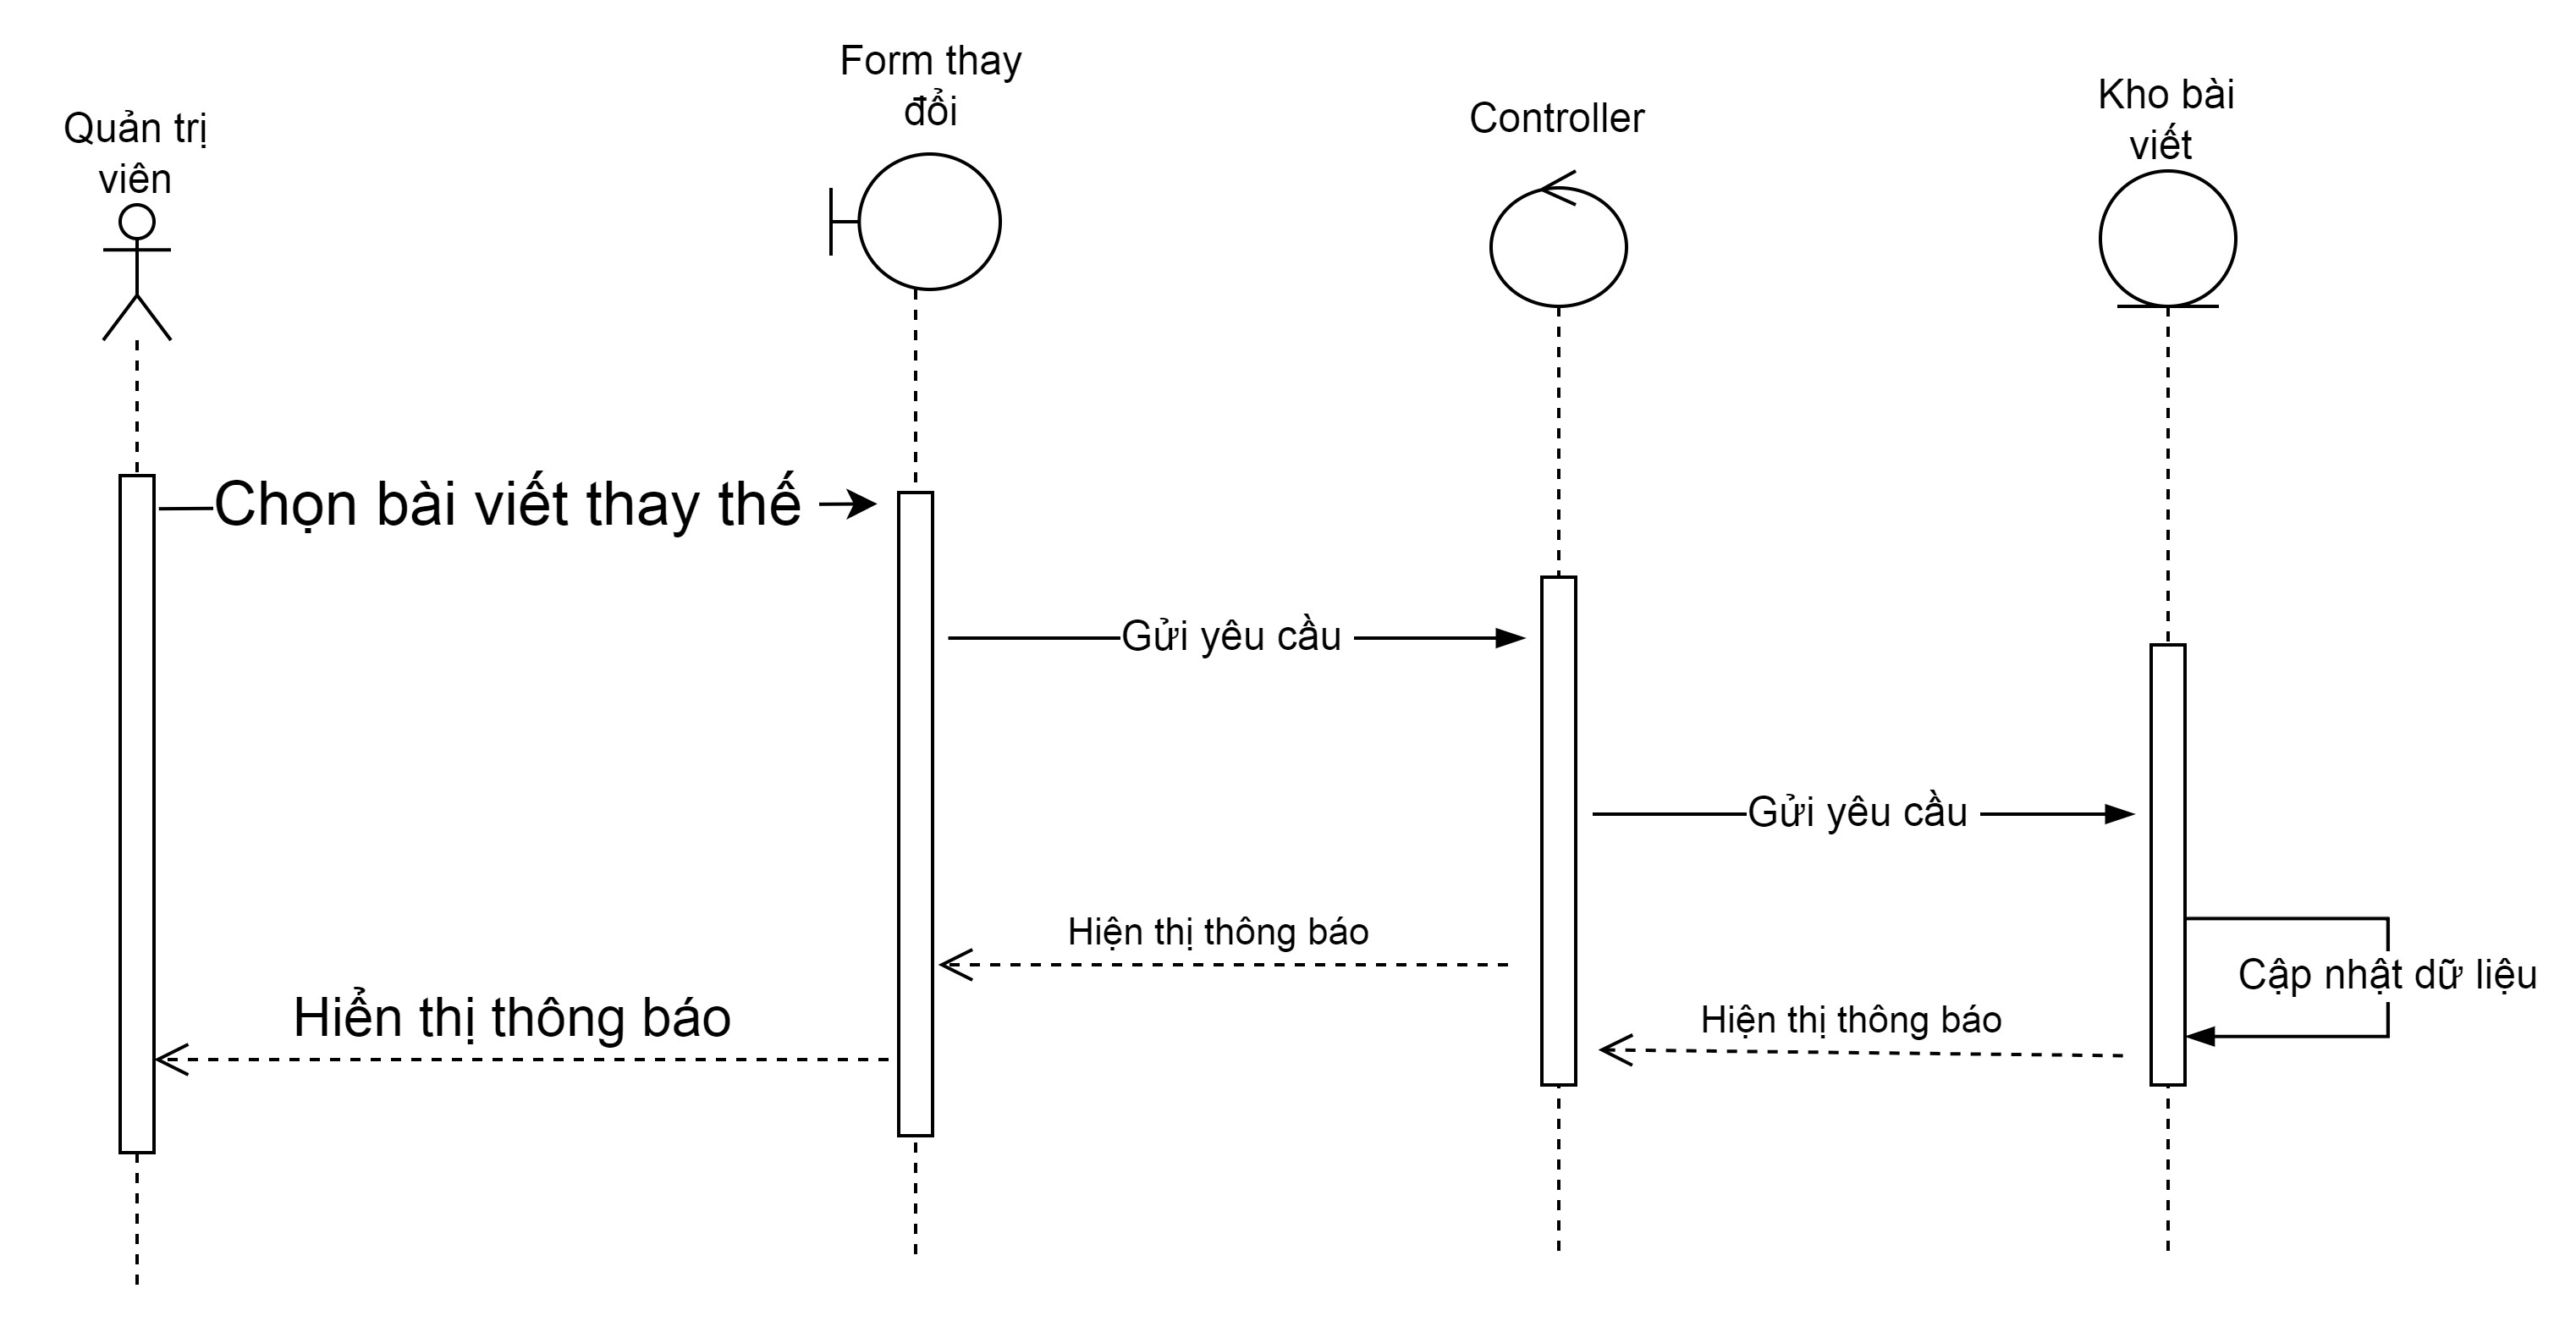 Form thay
đổi
Quản trị
viên
Controller
Kho bài
viết
Chọn bài viết thay thế
Gửi yêu cầu
Gửi yêu cầu
Hiện thị thông báo
Cập nhật dữ liệu
Hiển thị thông báo
Hiện thị thông báo